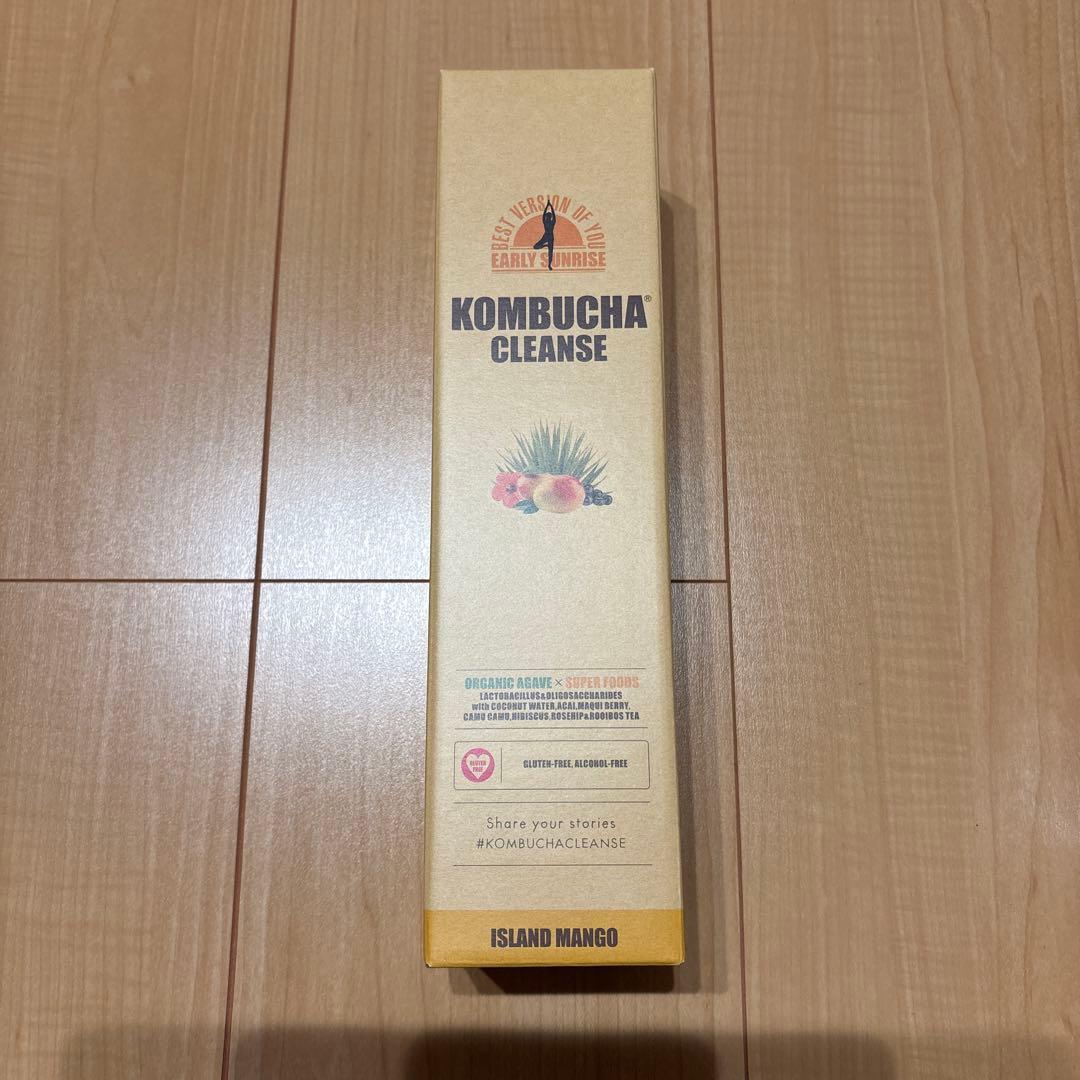 BEST VERSION OF YOU
EARLY SUNRISE
KOMBUCHA®
CLEANSE
ORGANIC AGAVE × SUPER FOODS
LACTOBACILLUS&OLIGOSACCHARIDES
with COCONUT WATER,ACAI,MAQUI BERRY,
CAMU CAMU,HIBISCUS,ROSEHIP&ROOIBOS TEA
GLUTEN
FREE
GLUTEN-FREE, ALCOHOL-FREE
Share your stories
#KOMBUCHACLEANSE
ISLAND MANGO